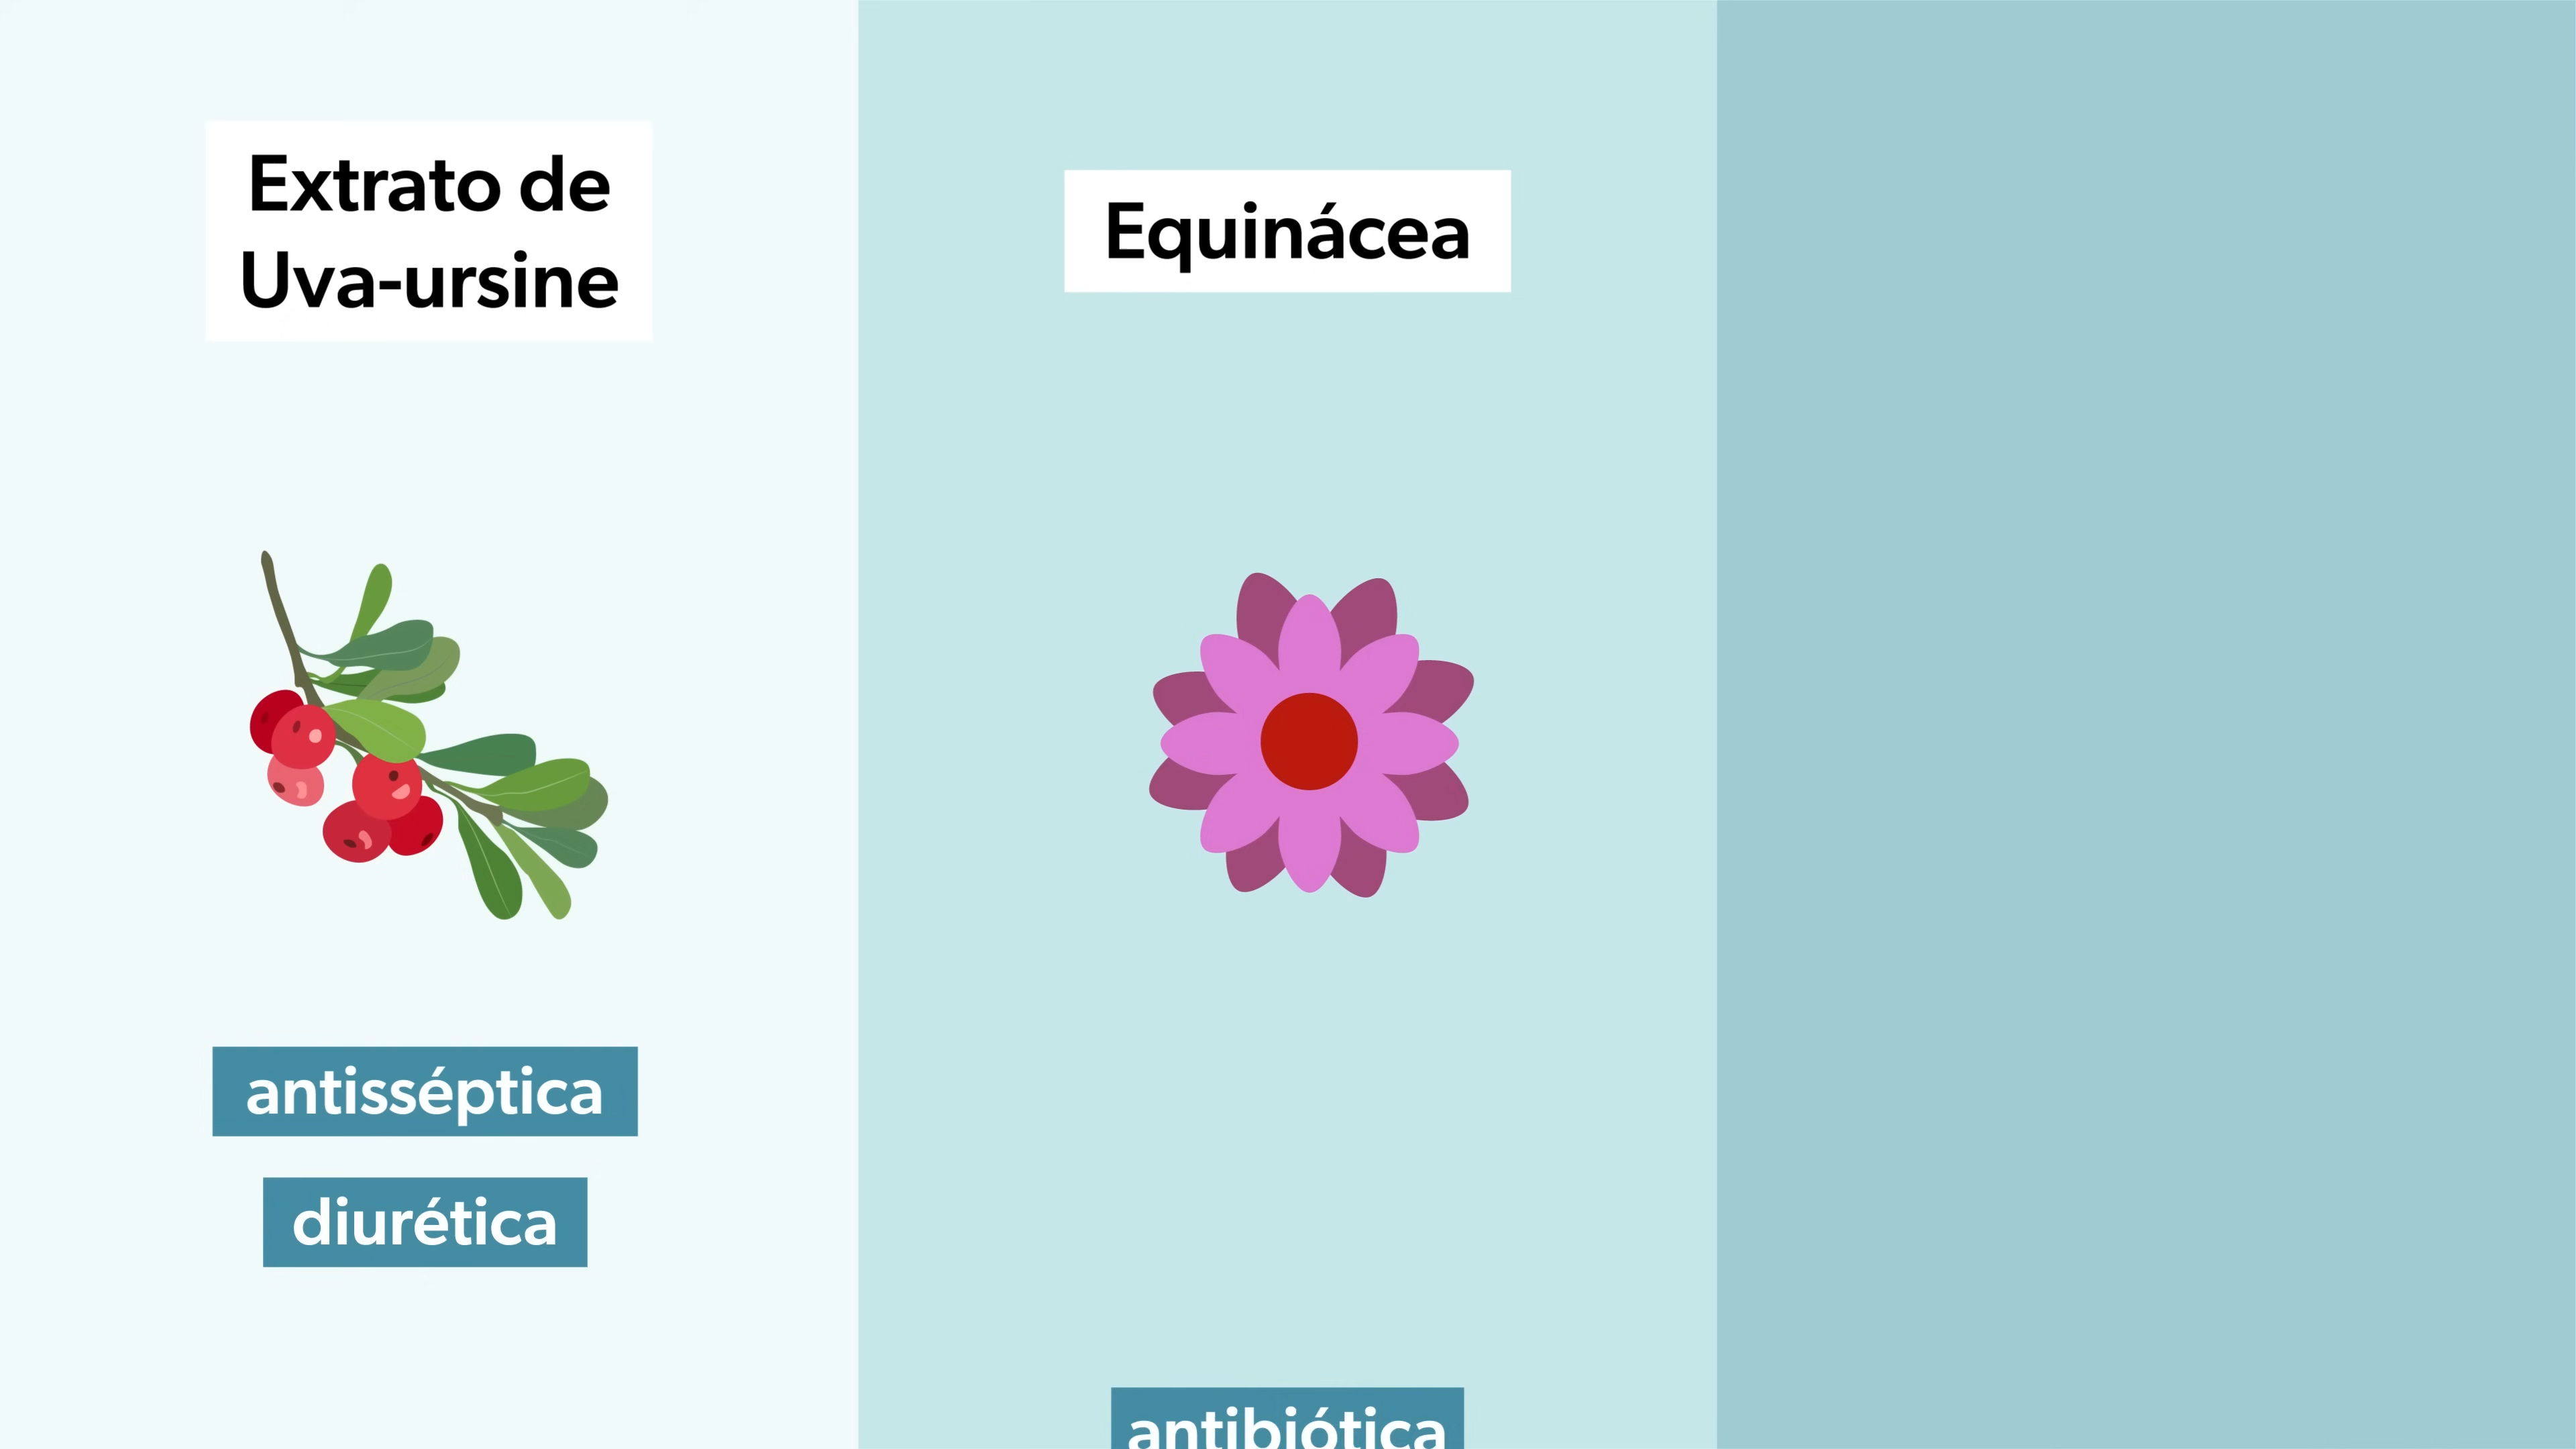 Extrato de
Uva-ursine
antisséptica
diurética
Equinácea
antibiótica